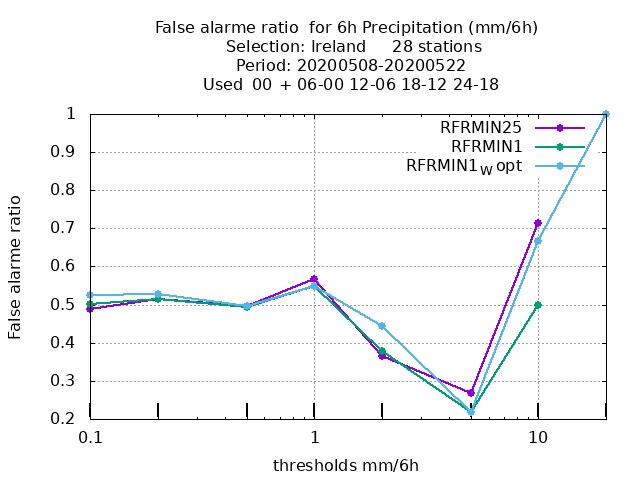 False alarme ratio  for 6h Precipitation (mm/6h)
Selection: Ireland     28 stations
Period: 20200508-20200522
Used  00  + 06-00 12-06 18-12 24-18
RFRMIN25
RFRMIN1
RFRMIN1W opt
1
0.9
0.8
0.7
0.6
0.5
0.4
0.3
0.2
False alarme ratio
0.1 1 10
thresholds mm/6h